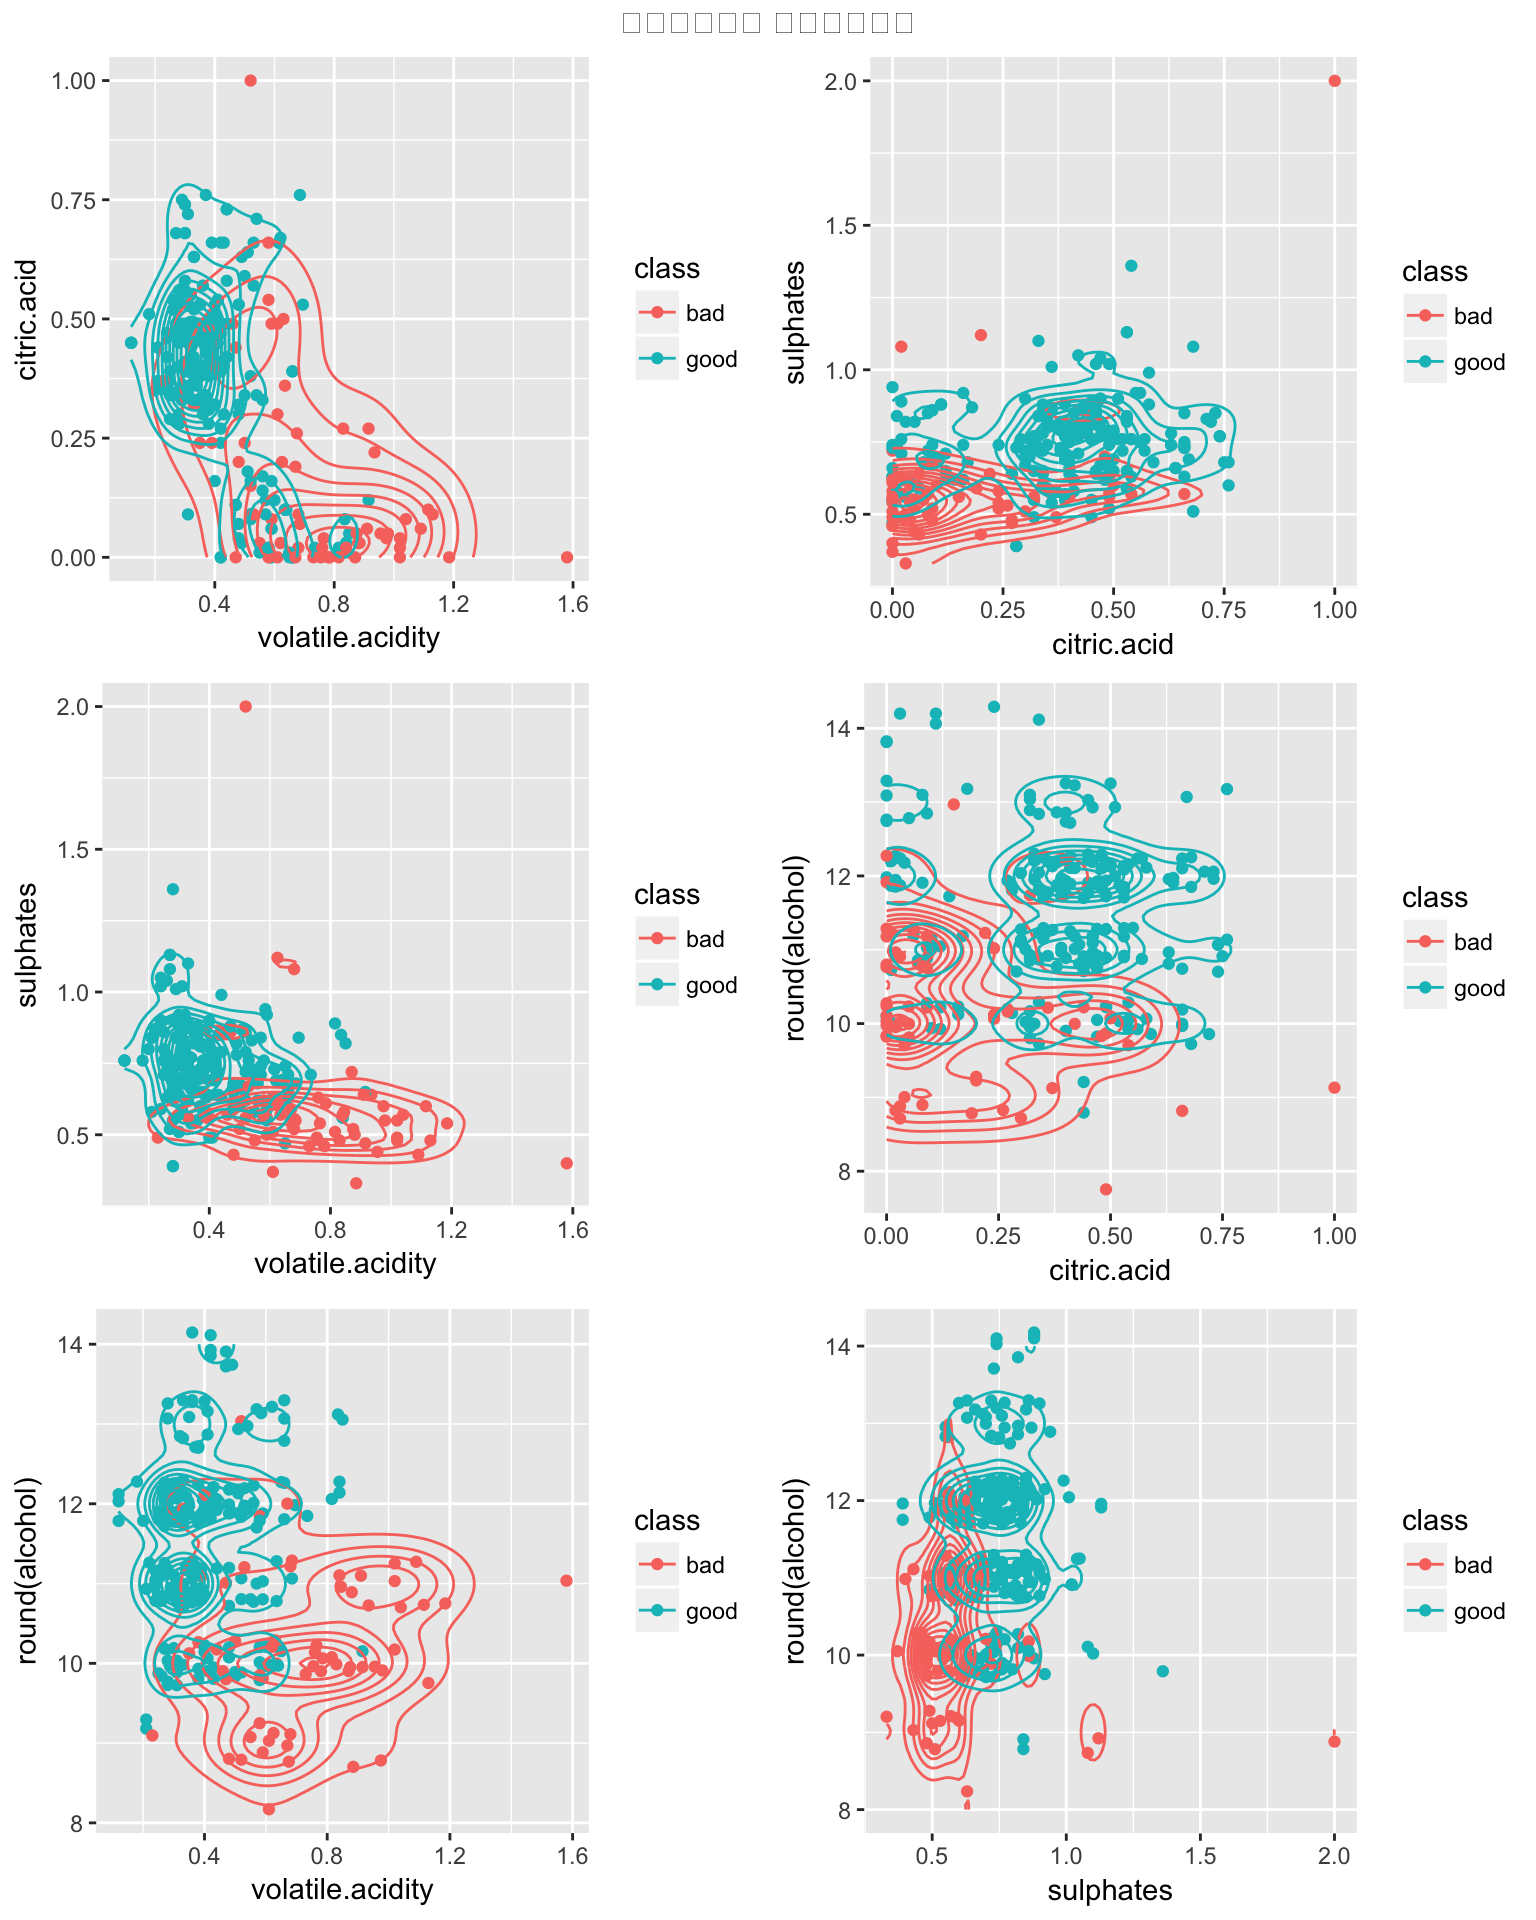 1.00
0.75
0.50
0.25
0.00
citric.acid
0.4 0.8 1.2 1.6
volatile.acidity
class
bad
good
2.0
1.5
1.0
0.5
sulphates
0.00 0.25 0.50 0.75 1.00
citric.acid
class
bad
good
2.0
1.5
1.0
0.5
sulphates
0.4 0.8 1.2 1.6
volatile.acidity
class
bad
good
14
12
10
8
round(alcohol)
0.00 0.25 0.50 0.75 1.00
citric.acid
class
bad
good
14
12
10
8
round(alcohol)
0.4 0.8 1.2 1.6
volatile.acidity
class
bad
good
14
12
10
8
round(alcohol)
0.5 1.0 1.5 2.0
sulphates
class
bad
good